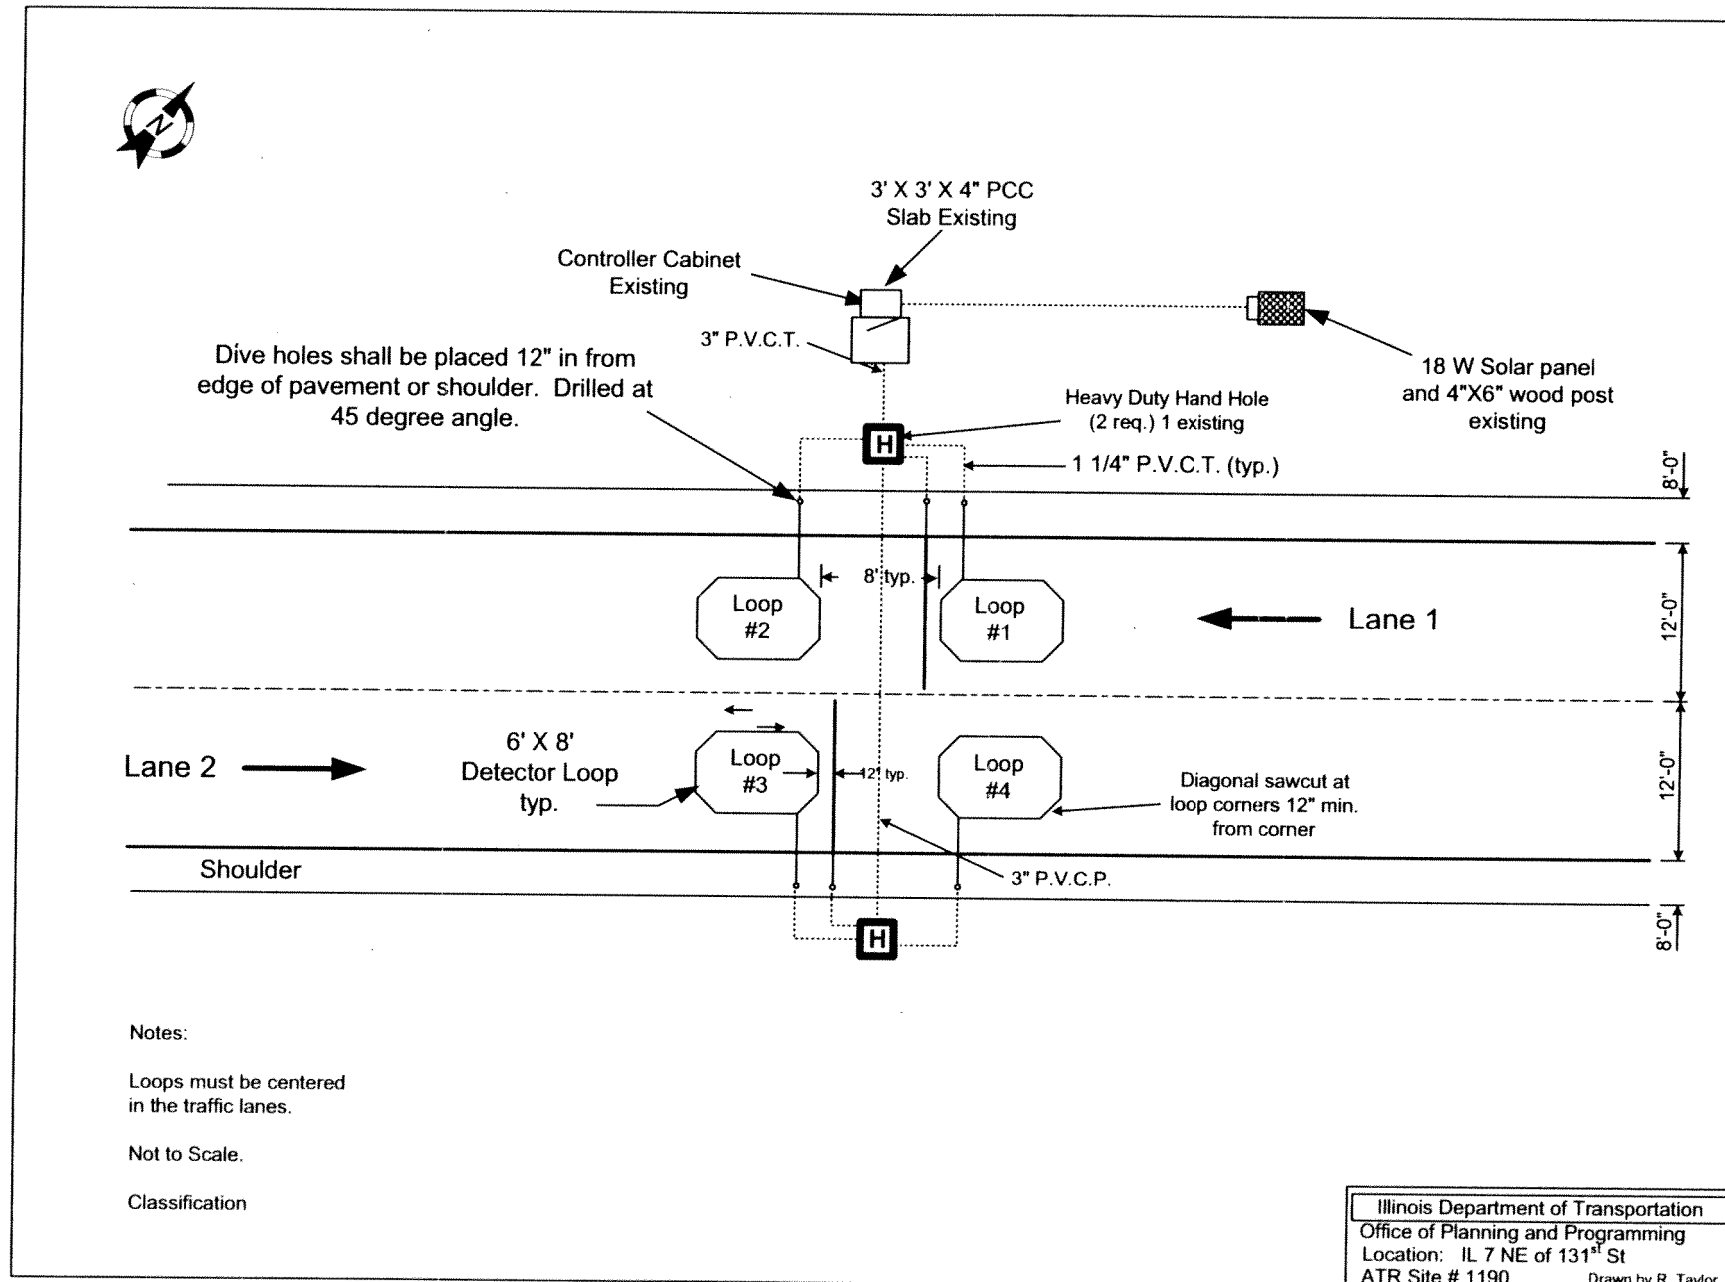 N
3' X 3' X 4" PCC
Slab Existing
Controller Cabinet
Existing
3" P.V.C.T.
Dive holes shall be placed 12" in from
edge of pavement or shoulder. Drilled at
45 degree angle.
18 W Solar panel
and 4"X6" wood post
existing
Heavy Duty Hand Hole
(2 req.) 1 existing
H
1 1/4" P.V.C.T. (typ.)
8'-0"
8' typ.
Loop
#2
Loop
#1
Lane 1
12'-0"
Lane 2
6' X 8'
Detector Loop
typ.
Loop
#3
12" typ.
Loop
#4
Diagonal sawcut at
loop corners 12" min.
from corner
12'-0"
Shoulder
3" P.V.C.P.
H
8'-0"
Notes:
Loops must be centered
in the traffic lanes.
Not to Scale.
Classification
Illinois Department of Transportation
Office of Planning and Programming
Location: IL 7 NE of 131st St
ATR Site # 1190 Drawn by R. Taylor